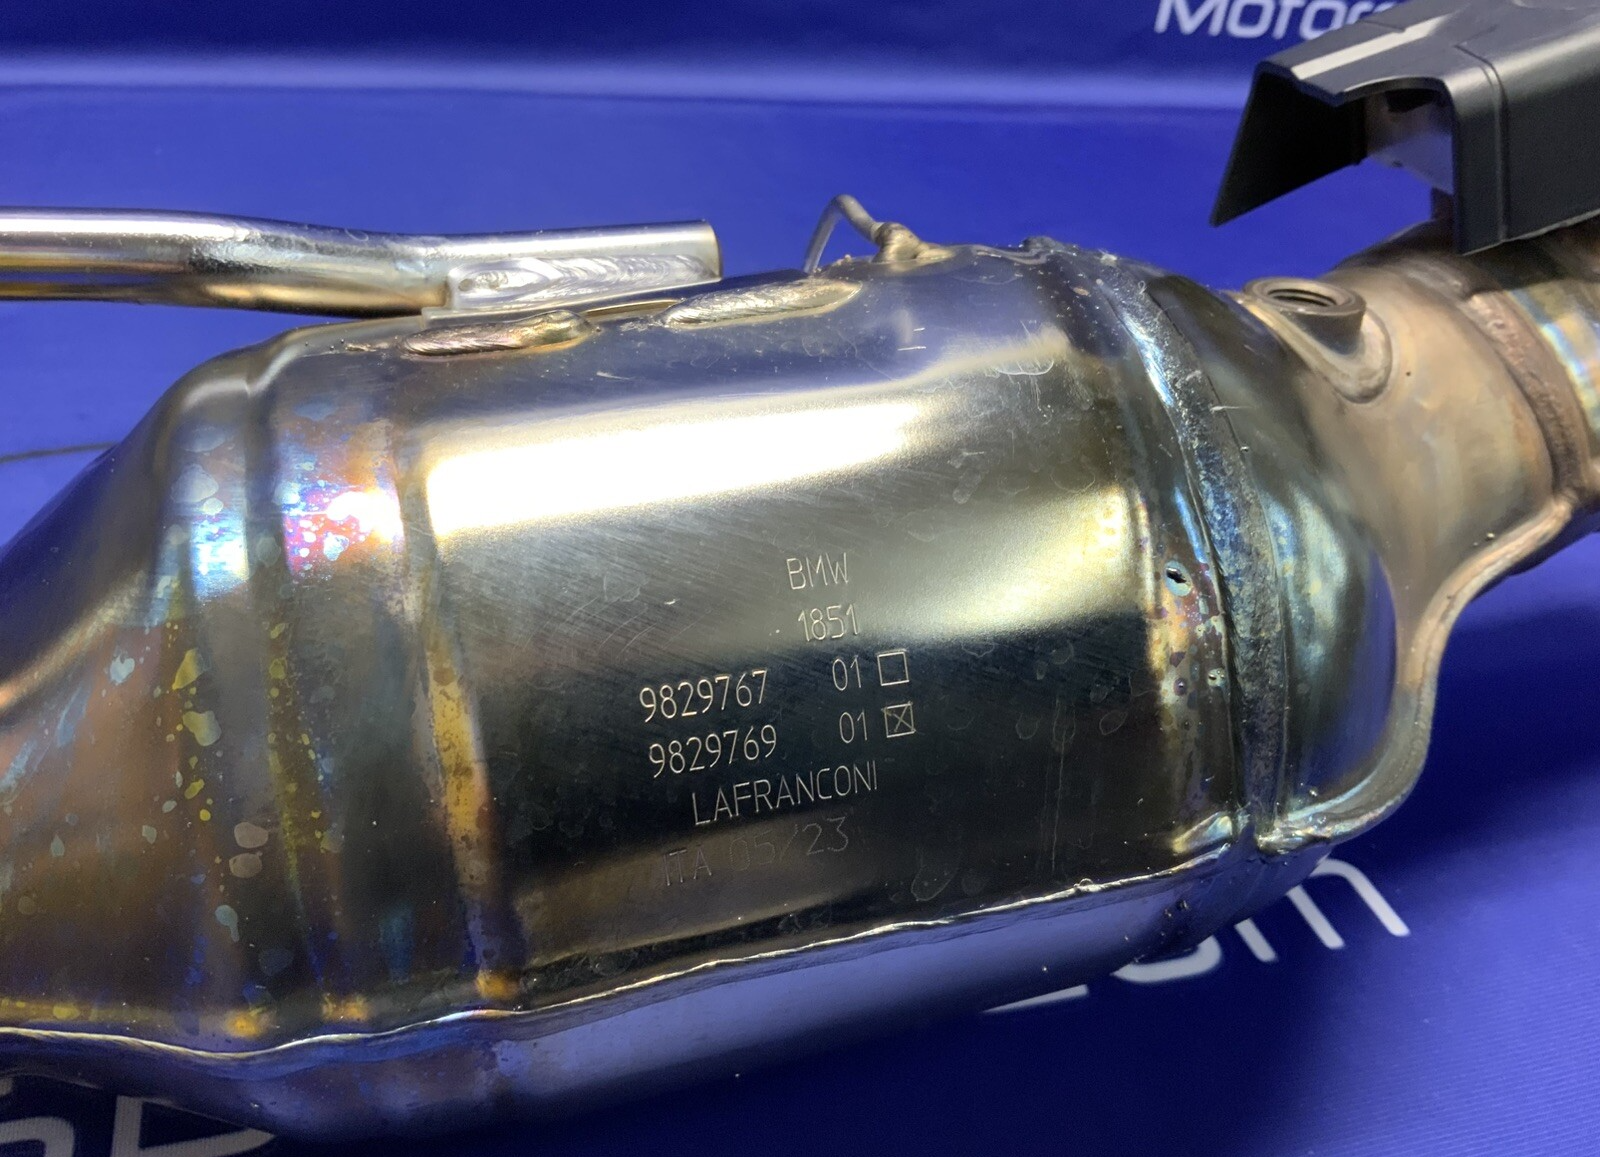 BMW
1851
9829767 01 ☐
9829769 01 ☒
LAFRANCONI
ITA 05/23